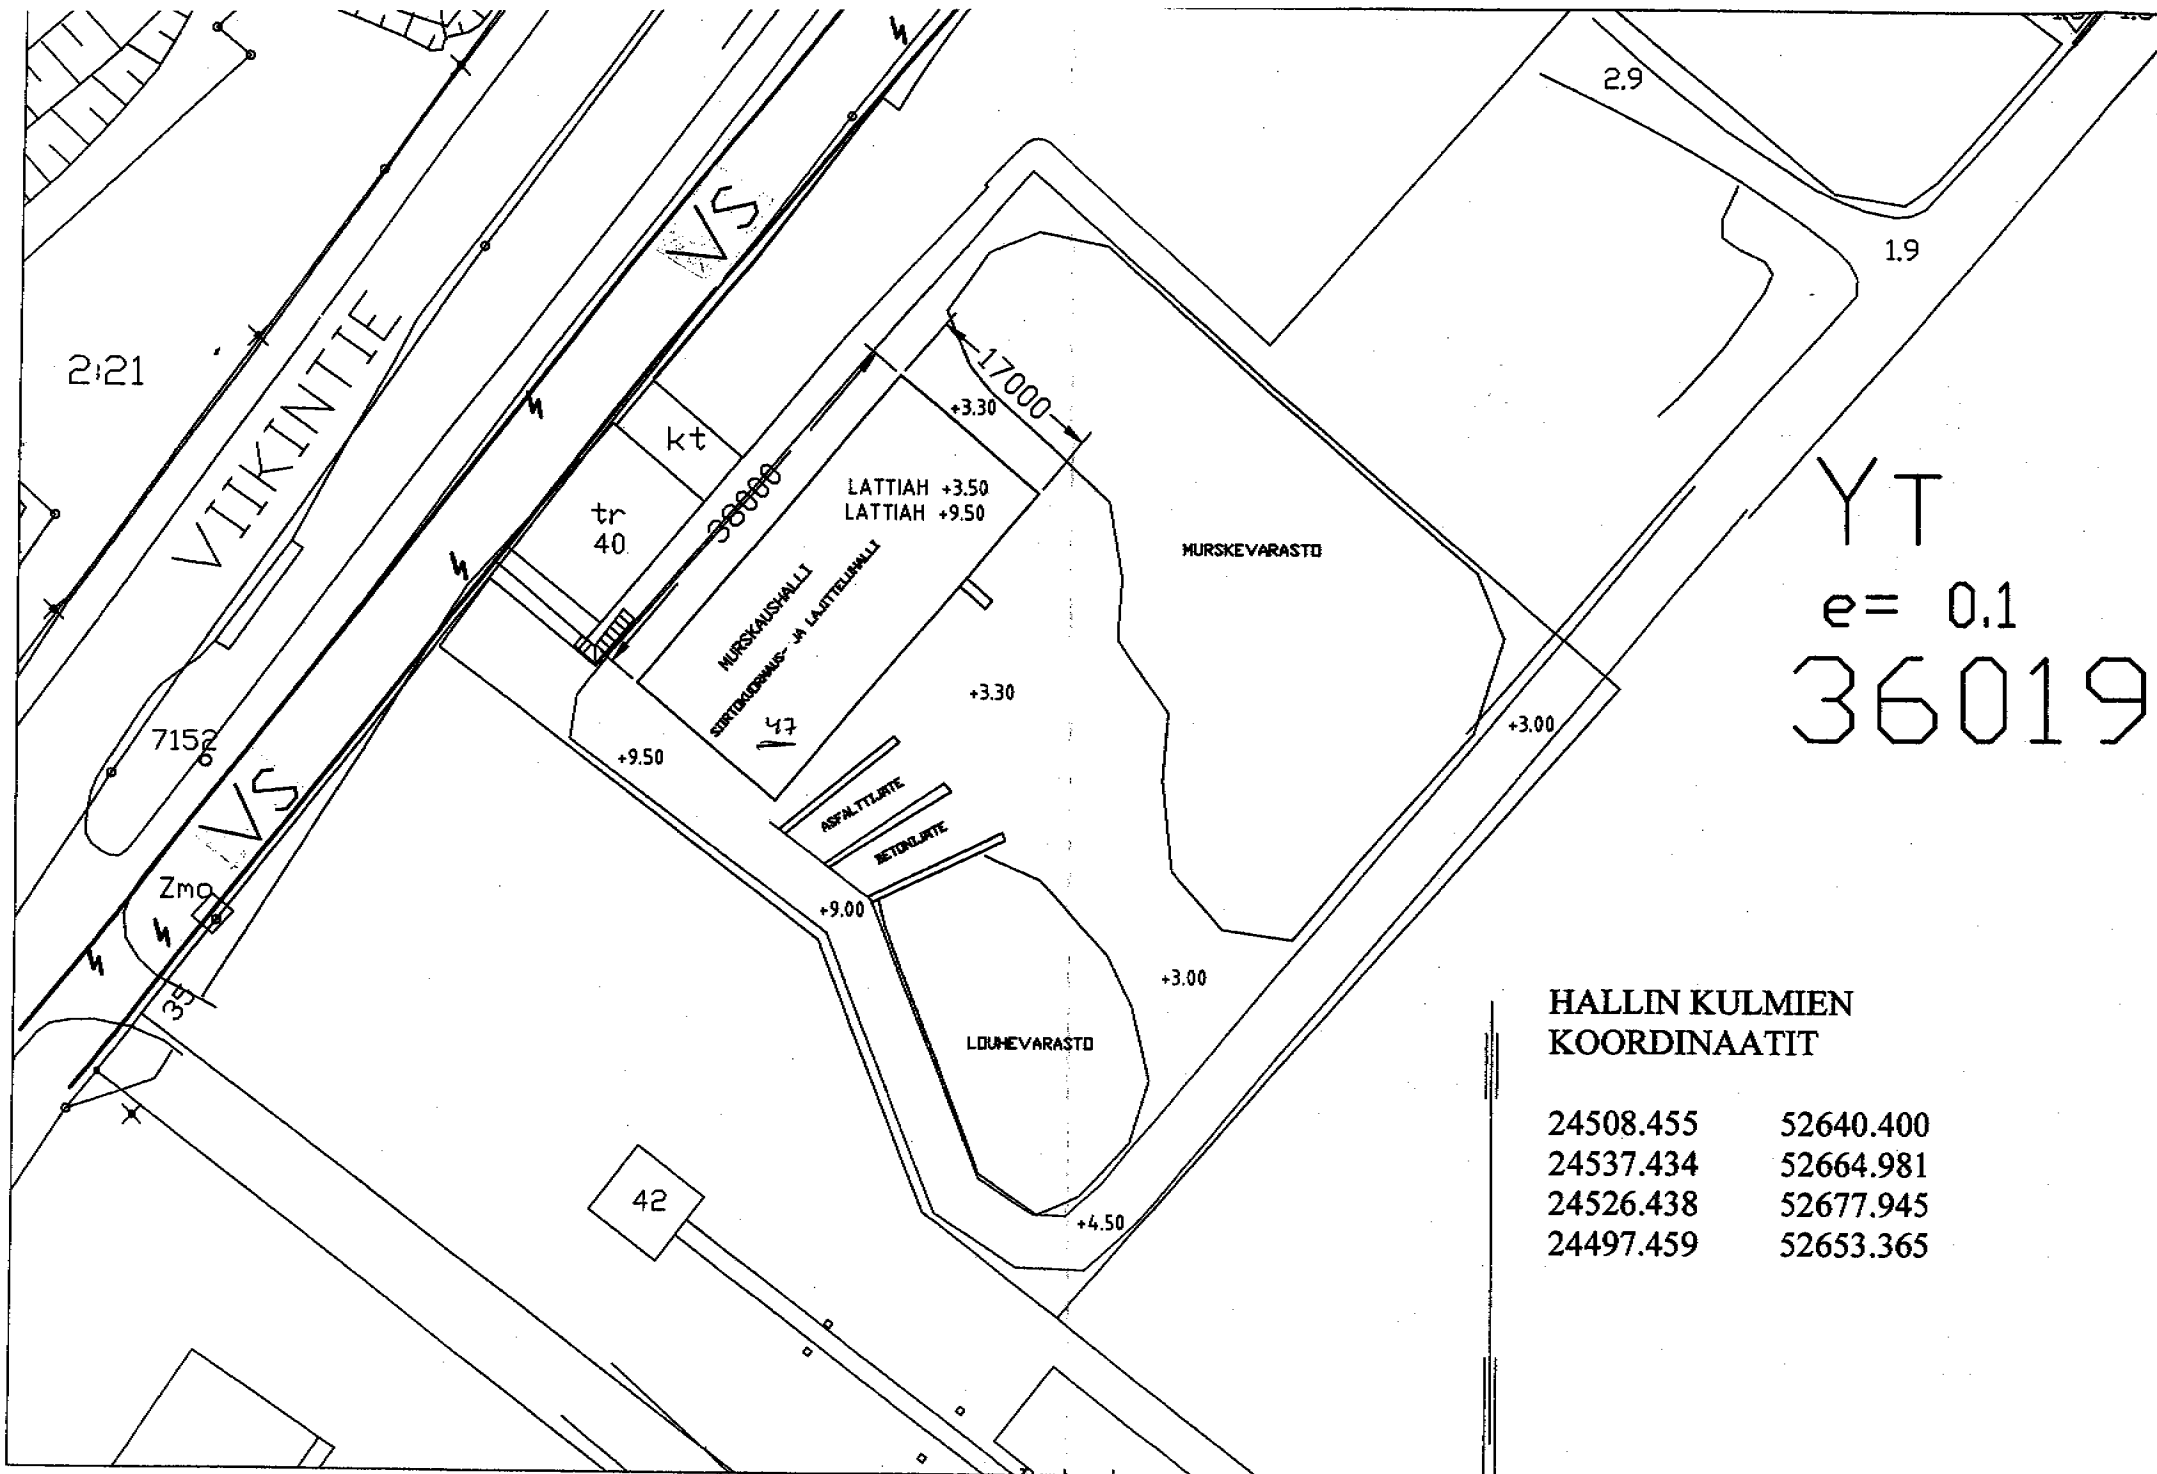 2.9
1.9
VS
2:21
VIIKINTIE
17000
+3.30
kt
38000
LATTIAH +3.50
LATTIAH +9.50
tr
40
MURSKEVARASTO
YT
e= 0.1
36019
MURSKAUSHALLI
SIIRTOKUORMAUS- JA LAJITTELUHALLI
47
+3.30
+3.00
7152
6
+9.50
VS
ASFALTTIJÄTE
BETONIJÄTE
Zmo
+9.00
35
+3.00
LOUHEVARASTO
HALLIN KULMIEN
KOORDINAATIT
24508.455 52640.400
24537.434 52664.981
24526.438 52677.945
24497.459 52653.365
42
+4.50